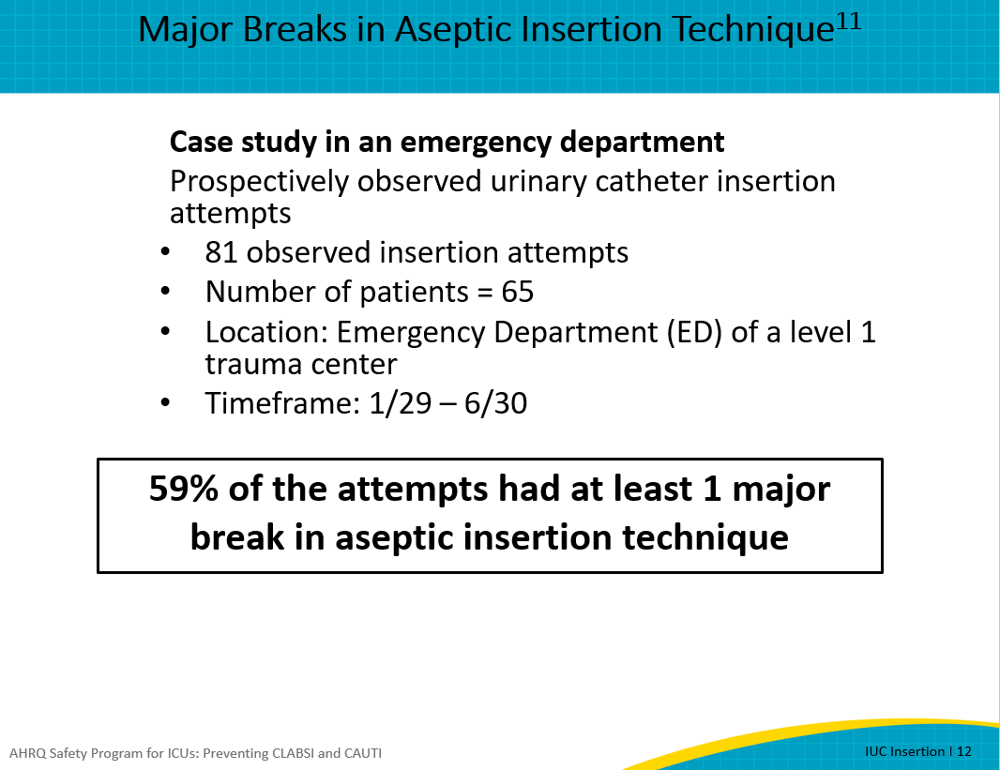 Major Breaks in Aseptic Insertion Technique11
Case study in an emergency department
Prospectively observed urinary catheter insertion
attempts
• 81 observed insertion attempts
• Number of patients = 65
• Location: Emergency Department (ED) of a level 1
trauma center
• Timeframe: 1/29 – 6/30
59% of the attempts had at least 1 major
break in aseptic insertion technique
AHRQ Safety Program for ICUs: Preventing CLABSI and CAUTI
IUC Insertion | 12